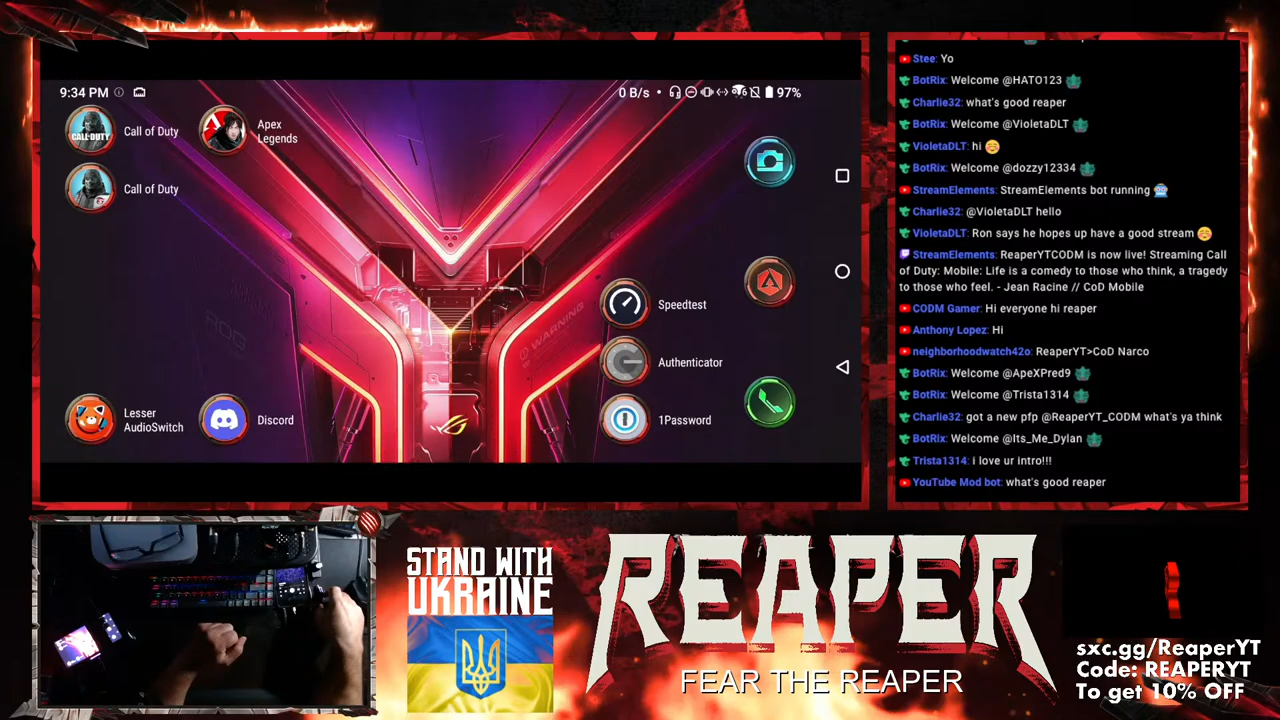 9:34 PM
0 B/s
97%
CALL OF DUTY
Call of Duty
Apex
Legends
Call of Duty
Speedtest
Authenticator
1Password
Lesser
AudioSwitch
Discord
WARNING
ROG
Stee: Yo
BotRix: Welcome @HATO123
Charlie32: what's good reaper
BotRix: Welcome @VioletaDLT
VioletaDLT: hi
BotRix: Welcome @dozzy12334
StreamElements: StreamElements bot running
Charlie32: @VioletaDLT hello
VioletaDLT: Ron says he hopes up have a good stream
StreamElements: ReaperYTCODM is now live! Streaming Call
of Duty: Mobile: Life is a comedy to those who think, a tragedy
to those who feel. - Jean Racine // CoD Mobile
CODM Gamer: Hi everyone hi reaper
Anthony Lopez: Hi
neighborhoodwatch42o: ReaperYT>CoD Narco
BotRix: Welcome @ApeXPred9
BotRix: Welcome @Trista1314
Charlie32: got a new pfp @ReaperYT_CODM what's ya think
BotRix: Welcome @Its_Me_Dylan
Trista1314: i love ur intro!!!
YouTube Mod bot: what's good reaper
STAND WITH
UKRAINE
REAPER
FEAR THE REAPER
sxc.gg/ReaperYT
Code: REAPERYT
To get 10% OFF